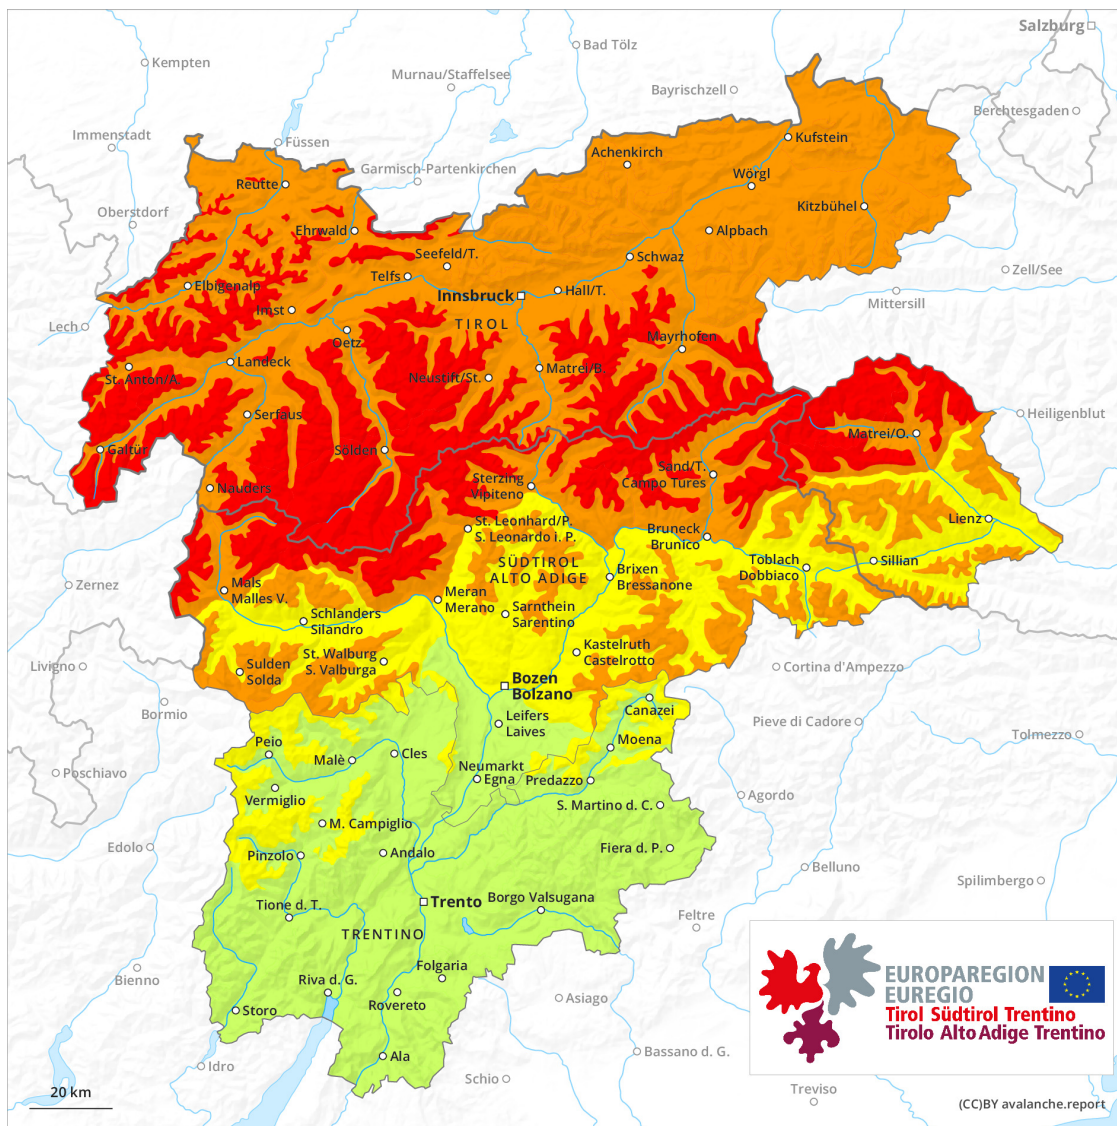 Salzburg
Kempten
Bad Tölz
Murnau/Staffelsee
Bayrischzell
Berchtesgaden
Immenstadt
Füssen
Kufstein
Achenkirch
Garmisch-Partenkirchen
Wörgl
Reutte
Oberstdorf
Kitzbühel
Ehrwald
Alpbach
Seefeld/T.
Schwaz
Zell/See
Telfs
Elbigenalp
Innsbruck
Hall/T.
Mittersill
Imst
TIROL
Lech
Oetz
Mayrhofen
Landeck
Matrei/B.
St. Anton/A.
Neustift/St.
Serfaus
Heiligenblut
Matrei/O.
Galtür
Sölden
Sand/T.
Campo Tures
Sterzing
Vipiteno
Nauders
St. Leonhard/P.
S. Leonardo i. P.
Lienz
Bruneck
Brunico
SÜDTIROL
ALTO ADIGE
Toblach
Dobbiaco
Sillian
Brixen
Bressanone
Zernez
Mals
Malles V.
Meran
Merano
Sarnthein
Sarentino
Schlanders
Silandro
Kastelruth
Castelrotto
St. Walburg
S. Valburga
Livigno
Sulden
Solda
Cortina d'Ampezzo
Bozen
Bolzano
Bormio
Canazei
Leifers
Laives
Pieve di Cadore
Tolmezzo
Peio
Moena
Cles
Malè
Poschiavo
Neumarkt
Egna
Predazzo
Vermiglio
Agordo
S. Martino d. C.
M. Campiglio
Edolo
Fiera d. P.
Pinzolo
Andalo
Belluno
Spilimbergo
Borgo Valsugana
Trento
Tione d. T.
Feltre
TRENTINO
Folgaria
Bienno
Riva d. G.
Rovereto
Asiago
Storo
EUROPAREGION
EUREGIO
Tirol Südtirol Trentino
Tirolo Alto Adige Trentino
Ala
Bassano d. G.
Idro
Schio
Treviso
20 km
(CC)BY avalanche.report